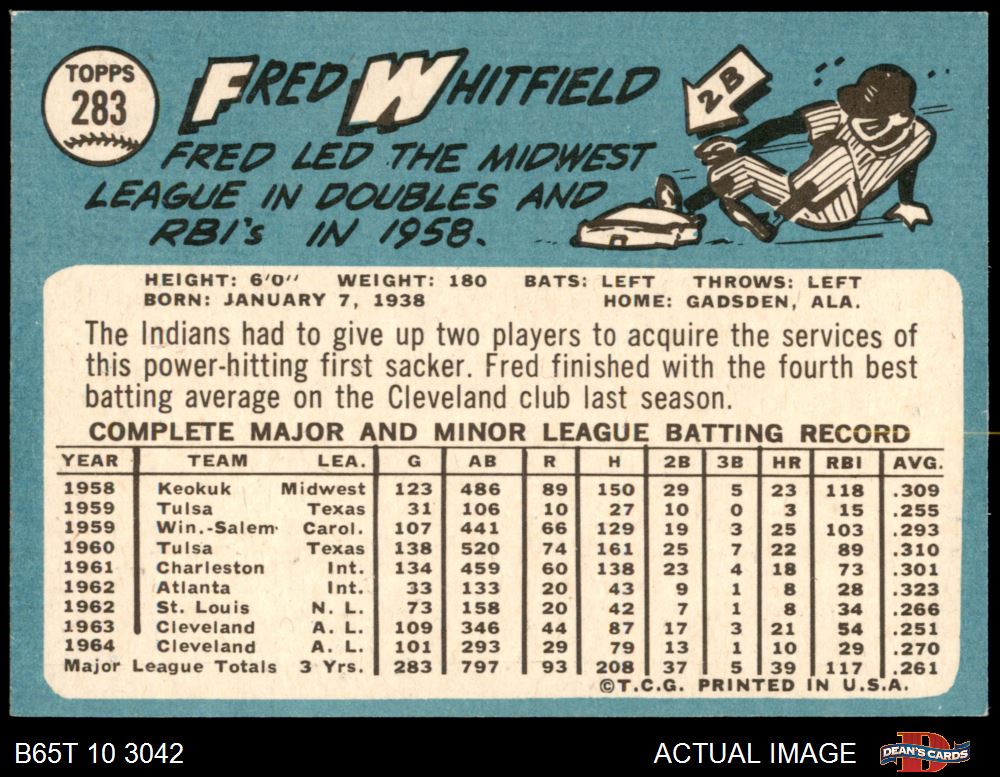 TOPPS
283
FRED WHITFIELD
2B
FRED LED THE MIDWEST
LEAGUE IN DOUBLES AND
RBI's IN 1958.
HEIGHT: 6'0" WEIGHT: 180 BATS: LEFT THROWS: LEFT
BORN: JANUARY 7, 1938 HOME: GADSDEN, ALA.
The Indians had to give up two players to acquire the services of
this power-hitting first sacker. Fred finished with the fourth best
batting average on the Cleveland club last season.
COMPLETE MAJOR AND MINOR LEAGUE BATTING RECORD
YEAR TEAM LEA. G AB R H 2B 3B HR RBI AVG.
1958 Keokuk Midwest 123 486 89 150 29 5 23 118 .309
1959 Tulsa Texas 31 106 10 27 10 0 3 15 .255
1959 Win.-Salem Carol. 107 441 66 129 19 3 25 103 .293
1960 Tulsa Texas 138 520 74 161 25 7 22 89 .310
1961 Charleston Int. 134 459 60 138 23 4 18 73 .301
1962 Atlanta Int. 33 133 20 43 9 1 8 28 .323
1962 St. Louis N. L. 73 158 20 42 7 1 8 34 .266
1963 Cleveland A. L. 109 346 44 87 17 3 21 54 .251
1964 Cleveland A. L. 101 293 29 79 13 1 10 29 .270
Major League Totals 3 Yrs. 283 797 93 208 37 5 39 117 .261
©T.C.G. PRINTED IN U.S.A.
B65T 10 3042 ACTUAL IMAGE DEAN'S CARDS